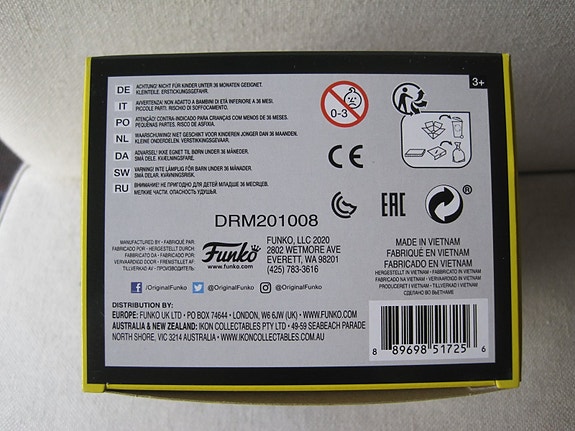 3+
DE ACHTUNG! NICHT FÜR KINDER UNTER 36 MONATEN GEEIGNET.
KLEINTEILE. ERSTICKUNGSGEFAHR.
IT AVVERTENZA! NON ADATTO A BAMBINI DI ETÀ INFERIORE A 36 MESI.
PICCOLE PARTI. RISCHIO DI SOFFOCAMENTO.
PO ATENÇÃO! CONTRA-INDICADO PARA CRIANÇAS COM MENOS DE 36 MESES.
PEQUENAS PARTES. RISCO DE ASFIXIA.
NL WAARSCHUWING! NIET GESCHIKT VOOR KINDEREN JONGER DAN 36 MAANDEN.
KLEINE ONDERDELEN. VERSTIKKINGSGEVAAR.
DA ADVARSEL! IKKE EGNET TIL BØRN UNDER 36 MÅNEDER.
SMÅ DELE. KVÆLNINGSFARE.
SW VARNING! INTE LÄMPLIG FÖR BARN UNDER 36 MÅNADER.
SMÅ DELAR. KVÄVNINGSRISK.
RU ВНИМАНИЕ! НЕ ПРИГОДНО ДЛЯ ДЕТЕЙ МЛАДШЕ 36 МЕСЯЦЕВ.
МЕЛКИЕ ЧАСТИ. ОПАСНОСТЬ УДУШЬЯ.
0-3
CE
EAC
®
DRM201008
MANUFACTURED BY • FABRIQUÉ PAR
FABRICADO POR • HERGESTELLT DURCH
FABRICATO DA • FABRICADO POR
VERVAARDIGD DOOR • FREMSTILLET AF
TILLVERKAD AV • ПРОИЗВОДИТЕЛЬ:
Funko
www.funko.com
FUNKO, LLC 2020
2802 WETMORE AVE
EVERETT, WA 98201
(425) 783-3616
MADE IN VIETNAM
FABRIQUÉ EN VIETNAM
FABRICADO EN VIETNAM
HERGESTELLT IN VIETNAM • FABBRICATO IN VIETNAM
FABRICADO NA VIETNAM • VERVAARDIGD IN VIETNAM
PRODUCERET I VIETNAM • TILLVERKAD I VIETNAM
СДЕЛАНО ВО ВЬЕТНАМЕ
/OriginalFunko @OriginalFunko @OriginalFunko
DISTRIBUTION BY:
EUROPE: FUNKO UK LTD • PO BOX 74644 • LONDON, W6 6JW (UK) • WWW.FUNKO.COM
AUSTRALIA & NEW ZEALAND: IKON COLLECTABLES PTY LTD • 49-59 SEABEACH PARADE
NORTH SHORE, VIC 3214 AUSTRALIA • WWW.IKONCOLLECTABLES.COM.AU
8 89698 51725 6